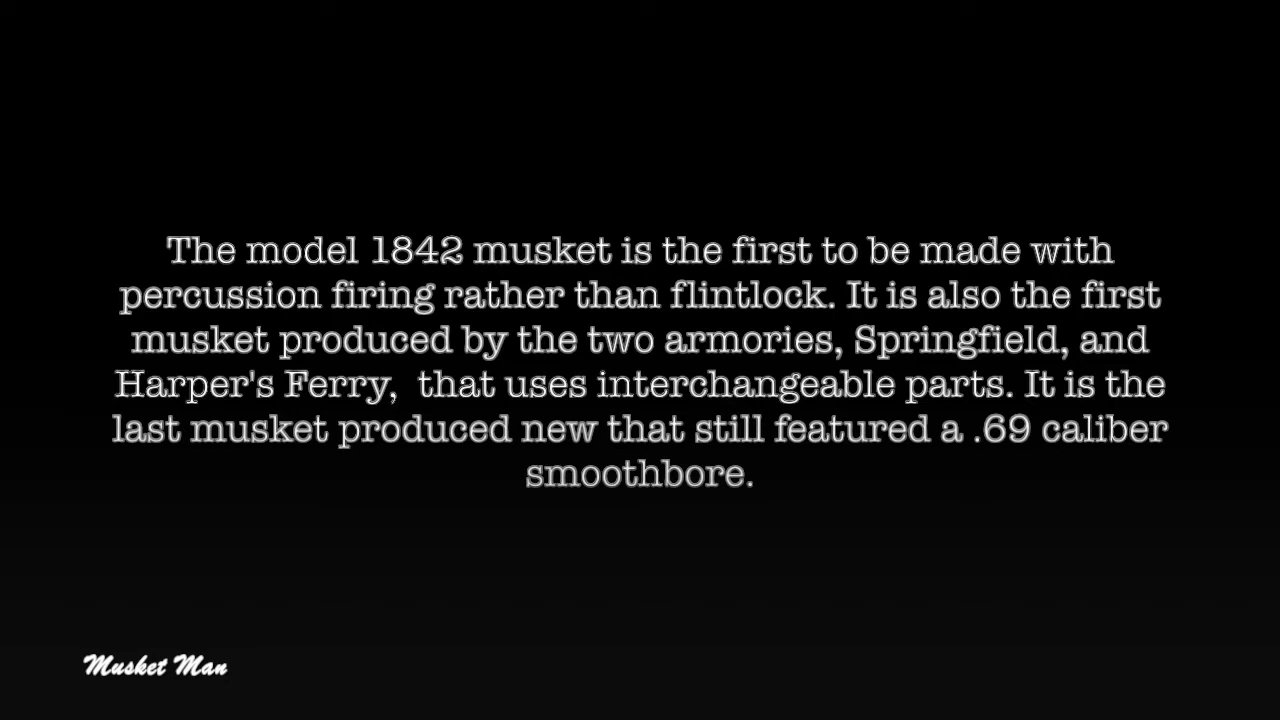 The model 1842 musket is the first to be made with
percussion firing rather than flintlock. It is also the first
musket produced by the two armories, Springfield, and
Harper's Ferry,  that uses interchangeable parts. It is the
last musket produced new that still featured a .69 caliber
smoothbore.
Musket Man